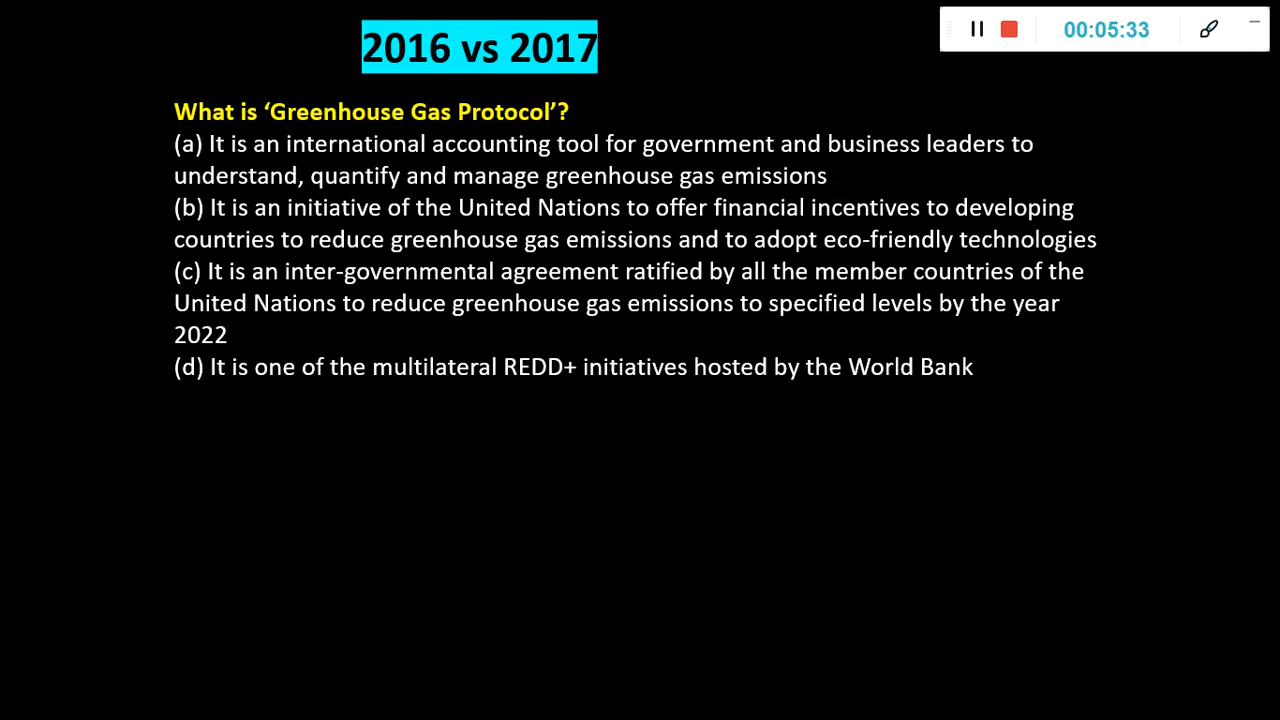 2016 vs 2017
00:05:33
What is ‘Greenhouse Gas Protocol’?
(a) It is an international accounting tool for government and business leaders to
understand, quantify and manage greenhouse gas emissions
(b) It is an initiative of the United Nations to offer financial incentives to developing
countries to reduce greenhouse gas emissions and to adopt eco-friendly technologies
(c) It is an inter-governmental agreement ratified by all the member countries of the
United Nations to reduce greenhouse gas emissions to specified levels by the year
2022
(d) It is one of the multilateral REDD+ initiatives hosted by the World Bank